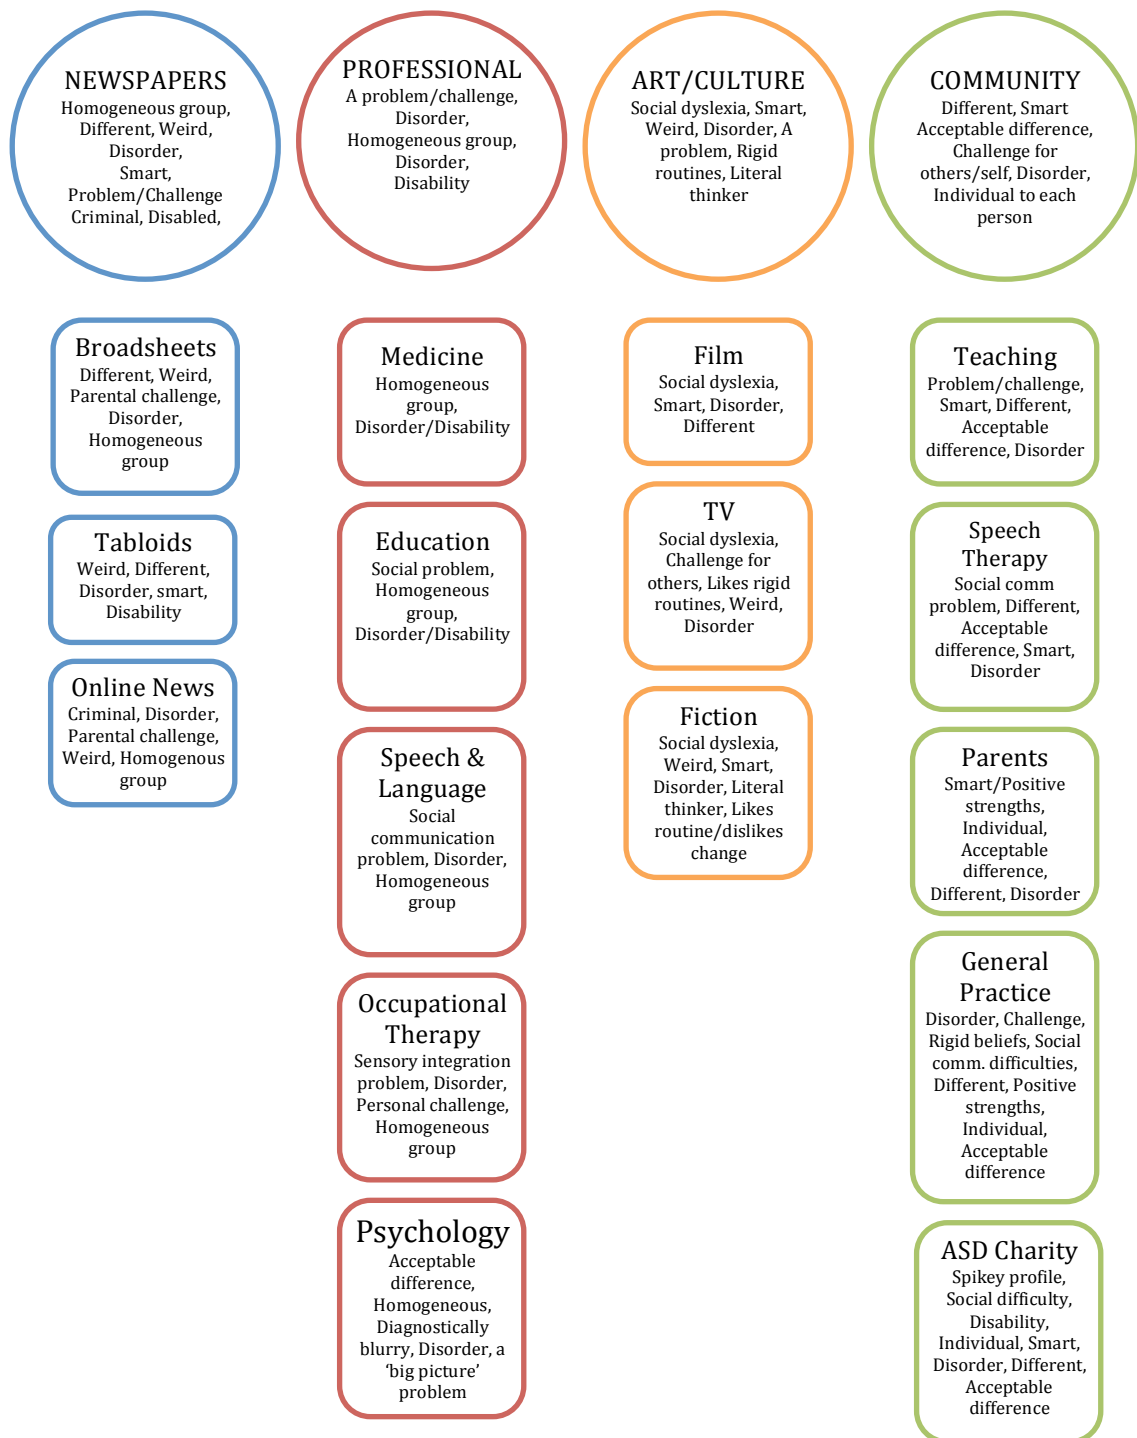 NEWSPAPERS
Homogeneous group,
Different, Weird,
Disorder,
Smart,
Problem/Challenge
Criminal, Disabled,
PROFESSIONAL
A problem/challenge,
Disorder,
Homogeneous group,
Disorder,
Disability
ART/CULTURE
Social dyslexia, Smart,
Weird, Disorder, A
problem, Rigid
routines, Literal
thinker
COMMUNITY
Different, Smart
Acceptable difference,
Challenge for
others/self, Disorder,
Individual to each
person
Broadsheets
Different, Weird,
Parental challenge,
Disorder,
Homogeneous
group
Tabloids
Weird, Different,
Disorder, smart,
Disability
Online News
Criminal, Disorder,
Parental challenge,
Weird, Homogenous
group
Medicine
Homogeneous
group,
Disorder/Disability
Education
Social problem,
Homogeneous
group,
Disorder/Disability
Speech &
Language
Social
communication
problem, Disorder,
Homogeneous
group
Occupational
Therapy
Sensory integration
problem, Disorder,
Personal challenge,
Homogeneous
group
Psychology
Acceptable
difference,
Homogeneous,
Diagnostically
blurry, Disorder, a
‘big picture’
problem
Film
Social dyslexia,
Smart, Disorder,
Different
TV
Social dyslexia,
Challenge for
others, Likes rigid
routines, Weird,
Disorder
Fiction
Social dyslexia,
Weird, Smart,
Disorder, Literal
thinker, Likes
routine/dislikes
change
Teaching
Problem/challenge,
Smart, Different,
Acceptable
difference, Disorder
Speech
Therapy
Social comm
problem, Different,
Acceptable
difference, Smart,
Disorder
Parents
Smart/Positive
strengths,
Individual,
Acceptable
difference,
Different, Disorder
General
Practice
Disorder, Challenge,
Rigid beliefs, Social
comm. difficulties,
Different, Positive
strengths,
Individual,
Acceptable
difference
ASD Charity
Spikey profile,
Social difficulty,
Disability,
Individual, Smart,
Disorder, Different,
Acceptable
difference